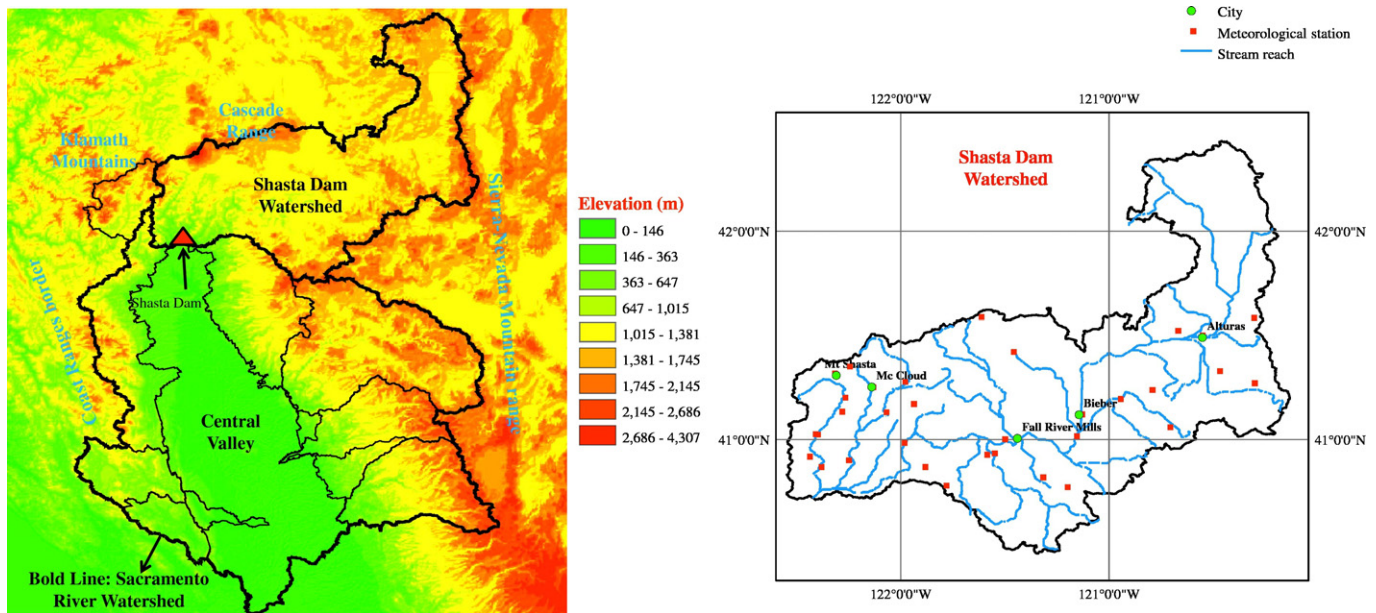 Cascade
Range
Klamath
Mountains
Shasta Dam
Watershed
Sierra-Nevada Mountain range
Shasta Dam
Coast Ranges border
Central
Valley
Bold Line: Sacramento
River Watershed
Elevation (m)
0 - 146
146 - 363
363 - 647
647 - 1,015
1,015 - 1,381
1,381 - 1,745
1,745 - 2,145
2,145 - 2,686
2,686 - 4,307
City
Meteorological station
Stream reach
122°0'0"W
121°0'0"W
Shasta Dam
Watershed
42°0'0"N
42°0'0"N
Alturas
Mt Shasta
Mc Cloud
Bieber
Fall River Mills
41°0'0"N
41°0'0"N
122°0'0"W
121°0'0"W